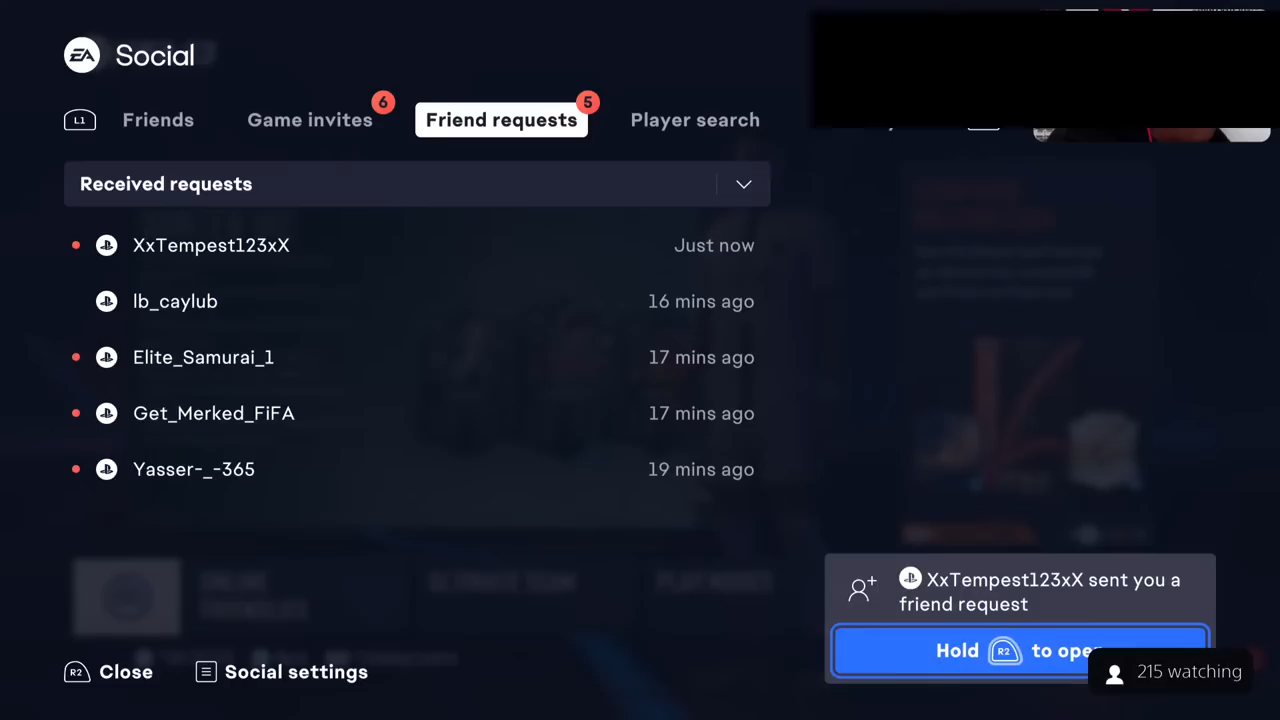 EA Social
L1 Friends Game invites 6 Friend requests 5 Player search
Received requests
XxTempest123xX Just now
lb_caylub 16 mins ago
Elite_Samurai_1 17 mins ago
Get_Merked_FiFA 17 mins ago
Yasser-_-365 19 mins ago
XxTempest123xX sent you a
friend request
Hold R2 to open
R2 Close Social settings
215 watching